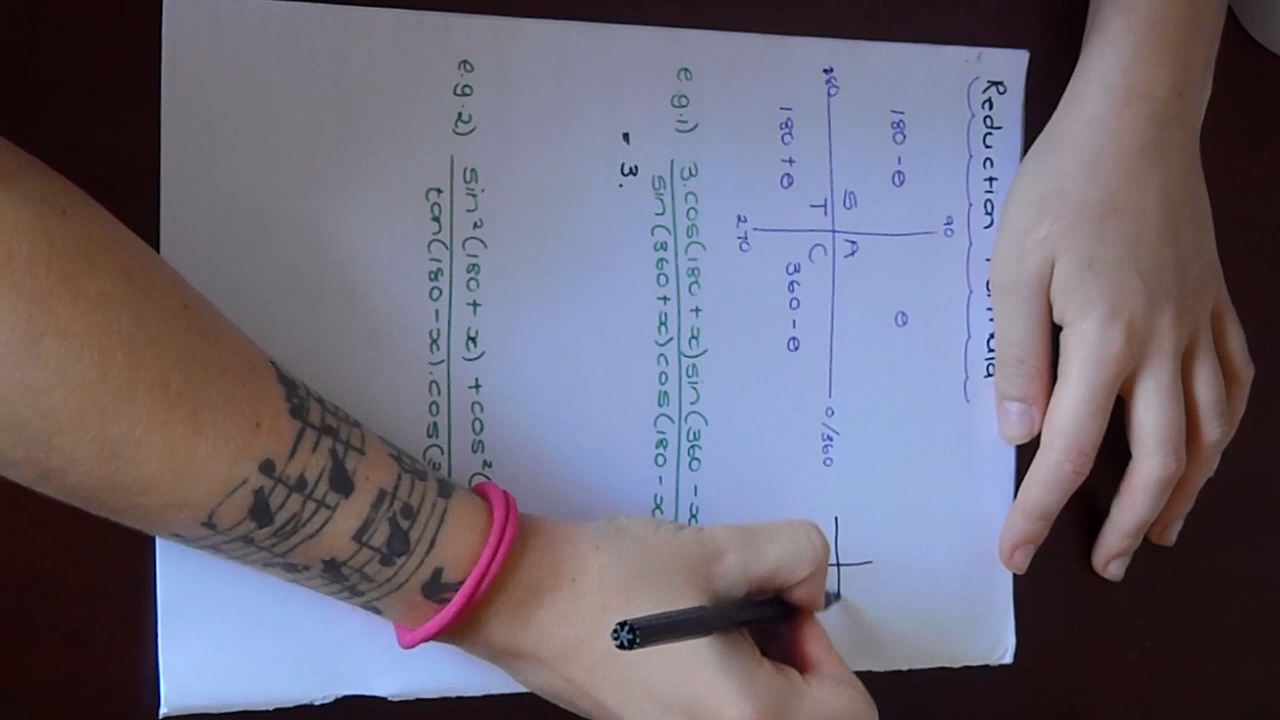 Reduction
180 - θ
90
θ
S
A
180
0/360
T
C
180 + θ
360 - θ
270
e.g.1) 3.cos(180 + x)sin(360 - x
sin(360 + x)cos(180 - x
= 3.
e.g.2) sin²(180 + x) + cos²(
tan(180 - x).cos(3